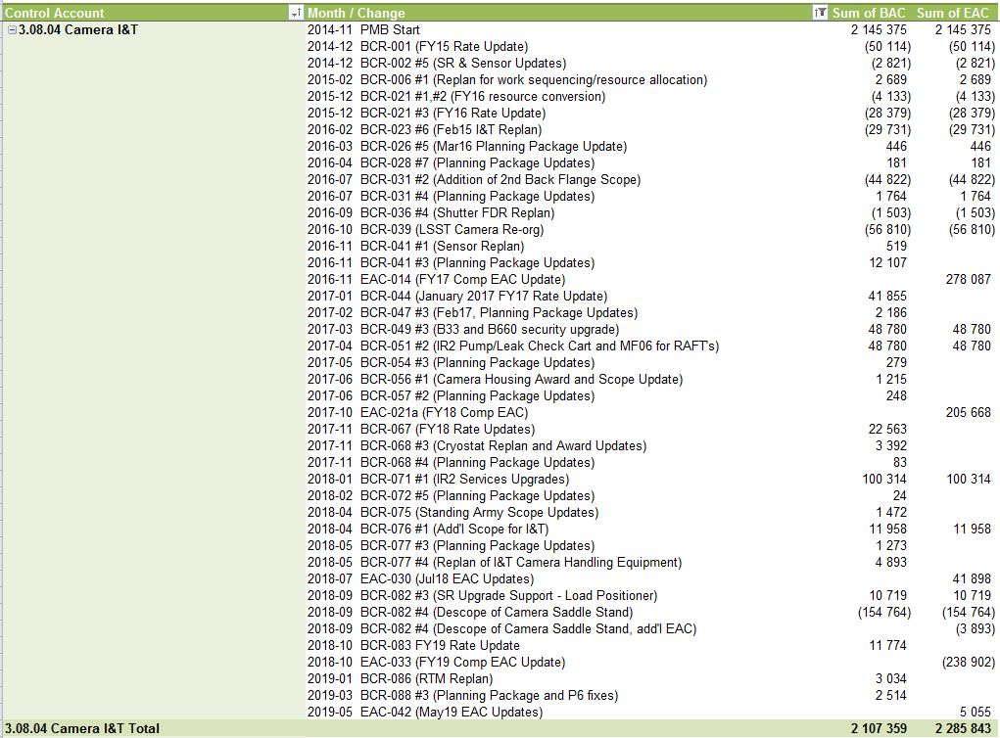 Control Account Month / Change Sum of BAC Sum of EAC
3.08.04 Camera I&T 2014-11 PMB Start 2 145 375 2 145 375
2014-12 BCR-001 (FY15 Rate Update) (50 114) (50 114)
2014-12 BCR-002 #5 (SR & Sensor Updates) (2 821) (2 821)
2015-02 BCR-006 #1 (Replan for work sequencing/resource allocation) 2 689 2 689
2015-12 BCR-021 #1,#2 (FY16 resource conversion) (4 133) (4 133)
2015-12 BCR-021 #3 (FY16 Rate Update) (28 379) (28 379)
2016-02 BCR-023 #6 (Feb15 I&T Replan) (29 731) (29 731)
2016-03 BCR-026 #5 (Mar16 Planning Package Update) 446 446
2016-04 BCR-028 #7 (Planning Package Updates) 181 181
2016-07 BCR-031 #2 (Addition of 2nd Back Flange Scope) (44 822) (44 822)
2016-07 BCR-031 #4 (Planning Package Updates) 1 764 1 764
2016-09 BCR-036 #4 (Shutter FDR Replan) (1 503) (1 503)
2016-10 BCR-039 (LSST Camera Re-org) (56 810) (56 810)
2016-11 BCR-041 #1 (Sensor Replan) 519
2016-11 BCR-041 #3 (Planning Package Updates) 12 107
2016-11 EAC-014 (FY17 Comp EAC Update) 278 087
2017-01 BCR-044 (January 2017 FY17 Rate Update) 41 855
2017-02 BCR-047 #3 (Feb17, Planning Package Updates) 2 186
2017-03 BCR-049 #3 (B33 and B660 security upgrade) 48 780 48 780
2017-04 BCR-051 #2 (IR2 Pump/Leak Check Cart and MF06 for RAFT's) 48 780 48 780
2017-05 BCR-054 #3 (Planning Package Updates) 279
2017-06 BCR-056 #1 (Camera Housing Award and Scope Update) 1 215
2017-06 BCR-057 #2 (Planning Package Updates) 248
2017-10 EAC-021a (FY18 Comp EAC) 205 668
2017-11 BCR-067 (FY18 Rate Updates) 22 563
2017-11 BCR-068 #3 (Cryostat Replan and Award Updates) 3 392
2017-11 BCR-068 #4 (Planning Package Updates) 83
2018-01 BCR-071 #1 (IR2 Services Upgrades) 100 314 100 314
2018-02 BCR-072 #5 (Planning Package Updates) 24
2018-04 BCR-075 (Standing Army Scope Updates) 1 472
2018-04 BCR-076 #1 (Add'l Scope for I&T) 11 958 11 958
2018-05 BCR-077 #3 (Planning Package Updates) 1 273
2018-05 BCR-077 #4 (Replan of I&T Camera Handling Equipment) 4 893
2018-07 EAC-030 (Jul18 EAC Updates) 41 898
2018-09 BCR-082 #3 (SR Upgrade Support - Load Positioner) 10 719 10 719
2018-09 BCR-082 #4 (Descope of Camera Saddle Stand) (154 764) (154 764)
2018-09 BCR-082 #4 (Descope of Camera Saddle Stand, add'l EAC) (3 893)
2018-10 BCR-083 FY19 Rate Update 11 774
2018-10 EAC-033 (FY19 Comp EAC Update) (238 902)
2019-01 BCR-086 (RTM Replan) 3 034
2019-03 BCR-088 #3 (Planning Package and P6 fixes) 2 514
2019-05 EAC-042 (May19 EAC Updates) 5 055
3.08.04 Camera I&T Total 2 107 359 2 285 843